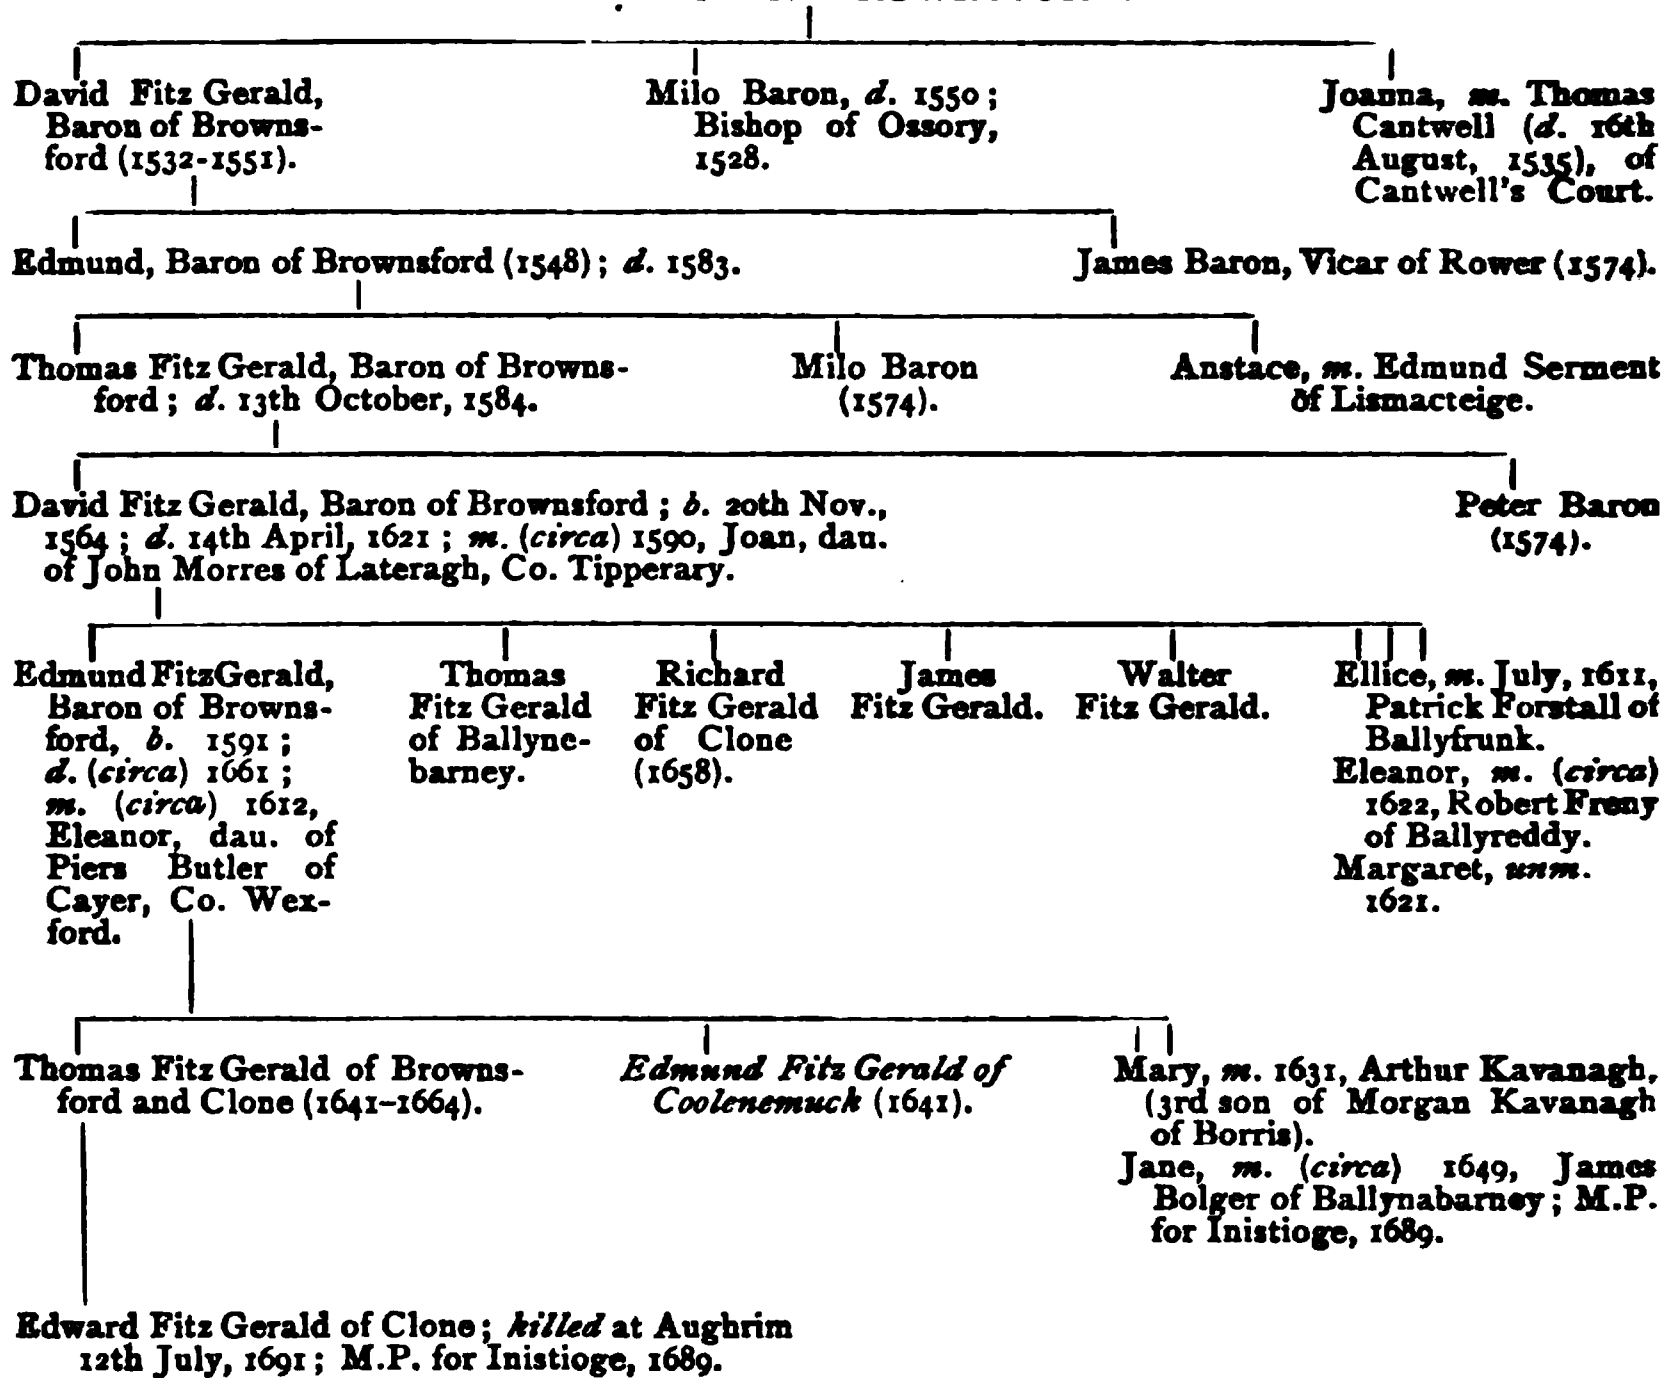 David Fitz Gerald,
Baron of Browns-
ford (1532-1551).
Milo Baron, d. 1550;
Bishop of Ossory,
1528.
Joanna, m. Thomas
Cantwell (d. 16th
August, 1535), of
Cantwell's Court.
Edmund, Baron of Brownsford (1548); d. 1583.
James Baron, Vicar of Rower (1574).
Thomas Fitz Gerald, Baron of Browns-
ford; d. 13th October, 1584.
Milo Baron
(1574).
Anstace, m. Edmund Serment
of Lismacteige.
David Fitz Gerald, Baron of Brownsford; b. 20th Nov.,
1564; d. 14th April, 1621; m. (circa) 1590, Joan, dau.
of John Morres of Lateragh, Co. Tipperary.
Peter Baron
(1574).
Edmund FitzGerald,
Baron of Browns-
ford, b. 1591;
d. (circa) 1661;
m. (circa) 1612,
Eleanor, dau. of
Piers Butler of
Cayer, Co. Wex-
ford.
Thomas
Fitz Gerald
of Ballyne-
barney.
Richard
Fitz Gerald
of Clone
(1658).
James
Fitz Gerald.
Walter
Fitz Gerald.
Ellice, m. July, 1611,
Patrick Forstall of
Ballyfrunk.
Eleanor, m. (circa)
1622, Robert Freny
of Ballyreddy.
Margaret, unm.
1621.
Thomas Fitz Gerald of Browns-
ford and Clone (1641-1664).
Edmund Fitz Gerald of
Coolenemuck (1641).
Mary, m. 1631, Arthur Kavanagh,
(3rd son of Morgan Kavanagh
of Borris).
Jane, m. (circa) 1649, James
Bolger of Ballynabarney; M.P.
for Inistioge, 1689.
Edward Fitz Gerald of Clone; killed at Aughrim
12th July, 1691; M.P. for Inistioge, 1689.